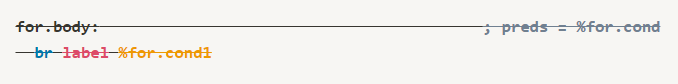 for.body:                                         ; preds = %for.cond
  br label %for.cond1